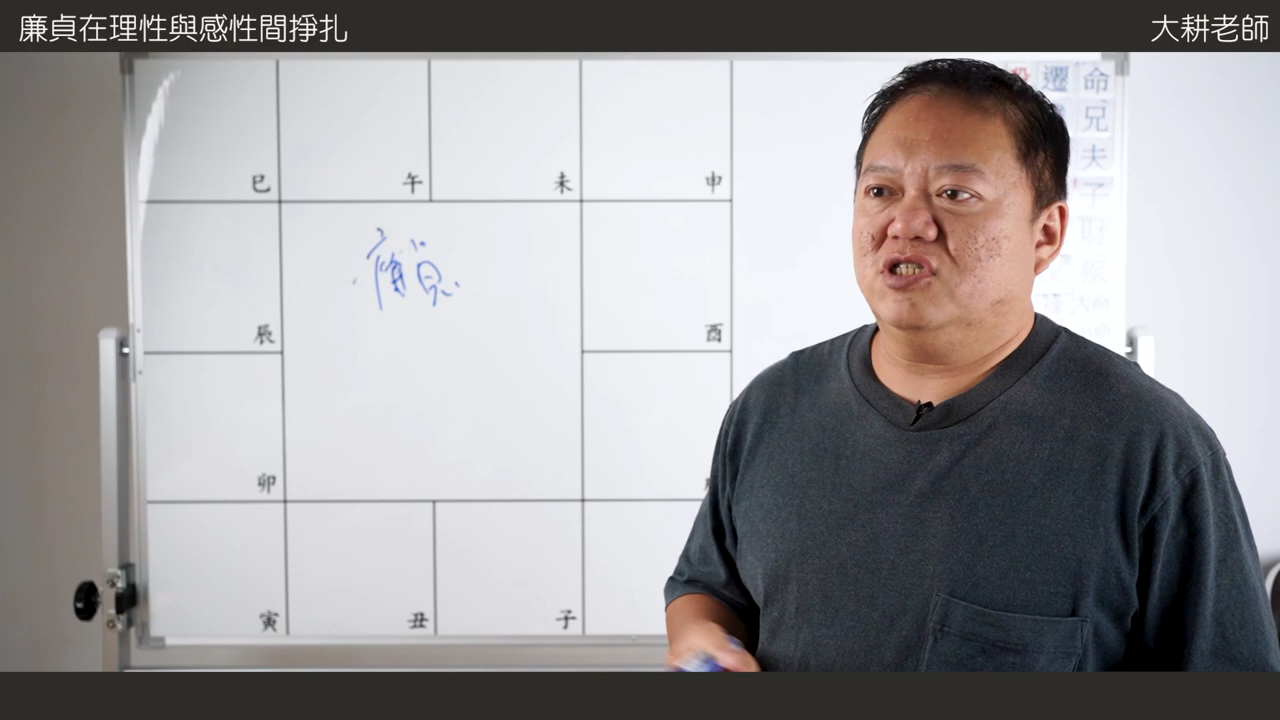 廉貞在理性與感性間掙扎
大耕老師
巳
午
未
申
遷
命
兄
夫
子
財
疾
廉貞
辰
酉
卯
寅
丑
子